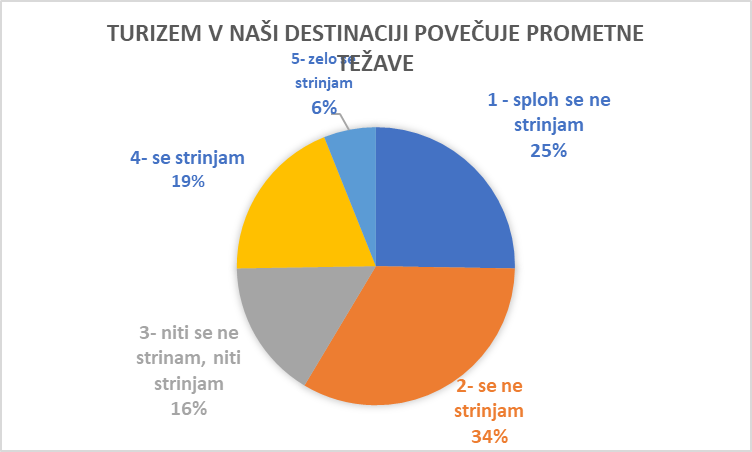 TURIZEM V NAŠI DESTINACIJI POVEČUJE PROMETNE
TEŽAVE
5- zelo se
strinjam
6%
1 - sploh se ne
strinjam
25%
4- se strinjam
19%
3- niti se ne
strinam, niti
strinjam
16%
2- se ne
strinjam
34%